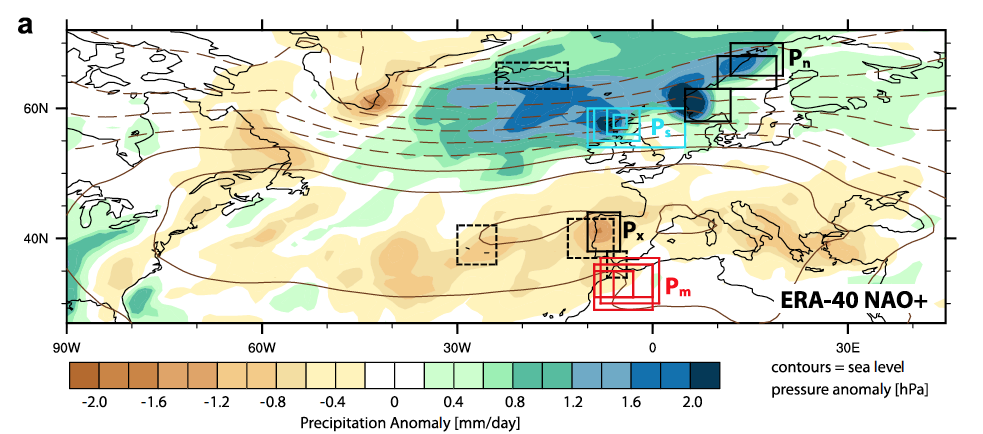 a
Pn
60N
Ps
40N
Px
Pm
ERA-40 NAO+
90W 60W 30W 0 30E
-2.0 -1.6 -1.2 -0.8 -0.4 0 0.4 0.8 1.2 1.6 2.0
Precipitation Anomaly [mm/day]
contours = sea level
pressure anomaly [hPa]